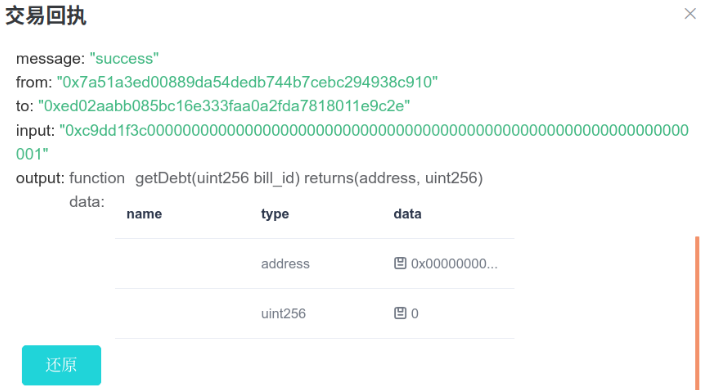 交易回执
message: "success"
from: "0x7a51a3ed00889da54dedb744b7cebc294938c910"
to: "0xed02aabb085bc16e333faa0a2fda7818011e9c2e"
input: "0xc9dd1f3c0000000000000000000000000000000000000000000000000000000000000
001"
output: function getDebt(uint256 bill_id) returns(address, uint256)
data:
name type data
address 0x00000000...
uint256 0
还原